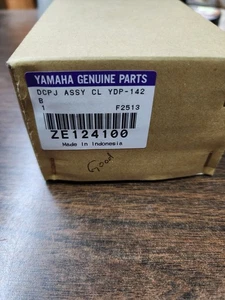 YAMAHA GENUINE PARTS
DCPJ ASSY CL YDP-142
B
1 F2513
ZE124100
Made in Indonesia
Good